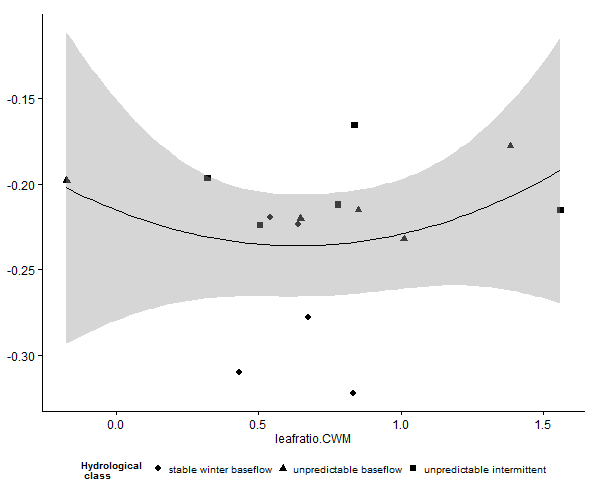 -0.15
-0.20
-0.25
-0.30
0.0 0.5 1.0 1.5
leafratio.CWM
Hydrological
class
stable winter baseflow unpredictable baseflow unpredictable intermittent